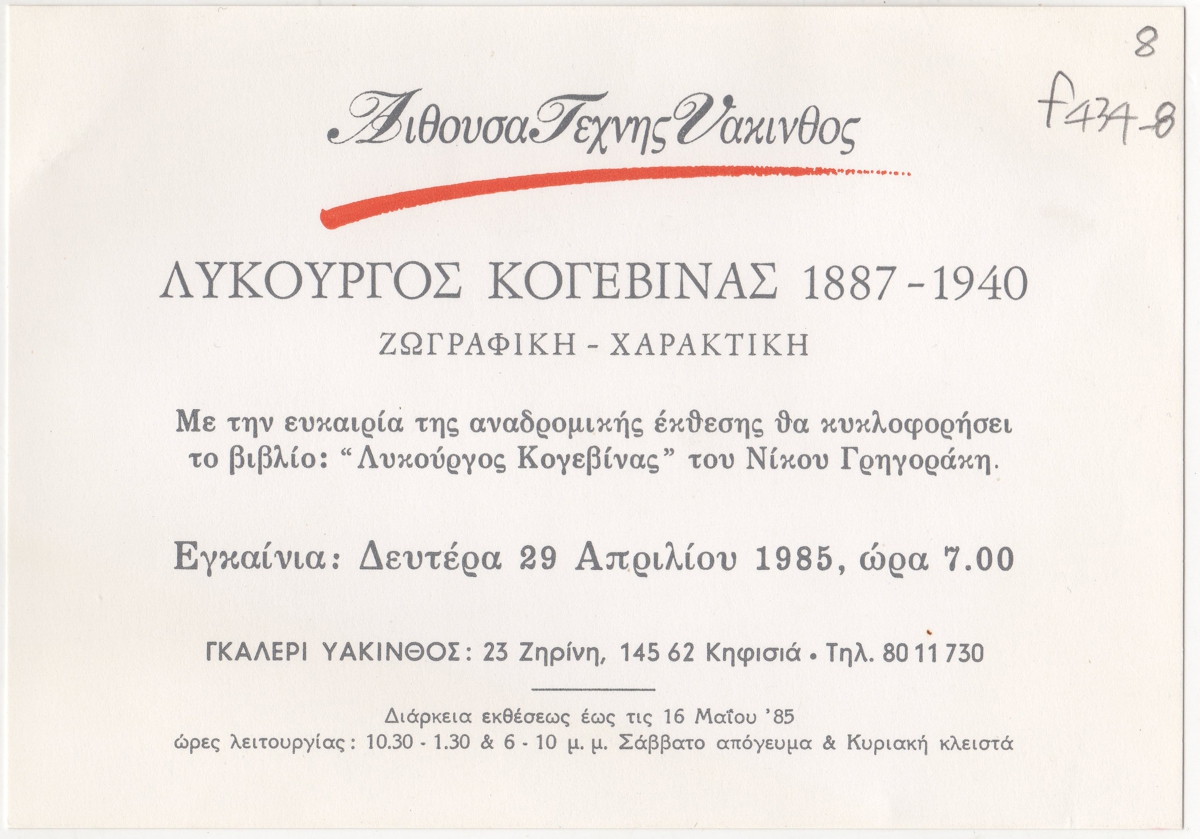 8
f434-8
Αιθουσα Τεχνης Υακινθος
ΛΥΚΟΥΡΓΟΣ ΚΟΓΕΒΙΝΑΣ 1887 - 1940
ΖΩΓΡΑΦΙΚΗ - ΧΑΡΑΚΤΙΚΗ
Με την ευκαιρία της αναδρομικής έκθεσης θα κυκλοφορήσει
το βιβλίο: “Λυκούργος Κογεβίνας” του Νίκου Γρηγοράκη.
Εγκαίνια: Δευτέρα 29 Απριλίου 1985, ώρα 7.00
ΓΚΑΛΕΡΙ ΥΑΚΙΝΘΟΣ: 23 Ζηρίνη, 145 62 Κηφισιά • Τηλ. 80 11 730
Διάρκεια εκθέσεως έως τις 16 Μαΐου '85
ώρες λειτουργίας: 10.30 - 1.30 & 6 - 10 μ. μ. Σάββατο απόγευμα & Κυριακή κλειστά